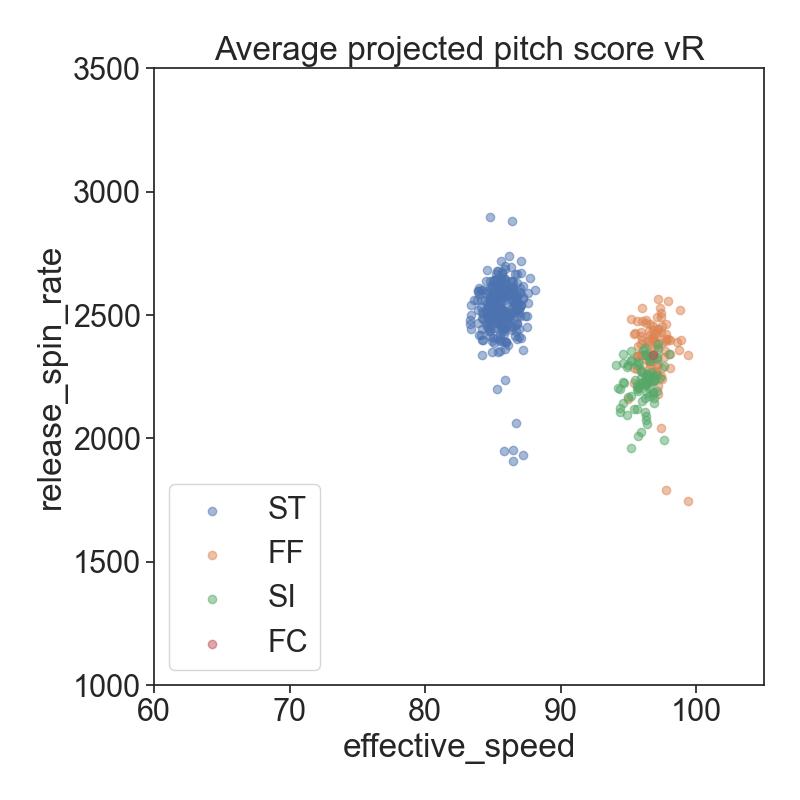 Average projected pitch score vR
3500
3000
2500
2000
1500
1000
release_spin_rate
ST
FF
SI
FC
60 70 80 90 100
effective_speed